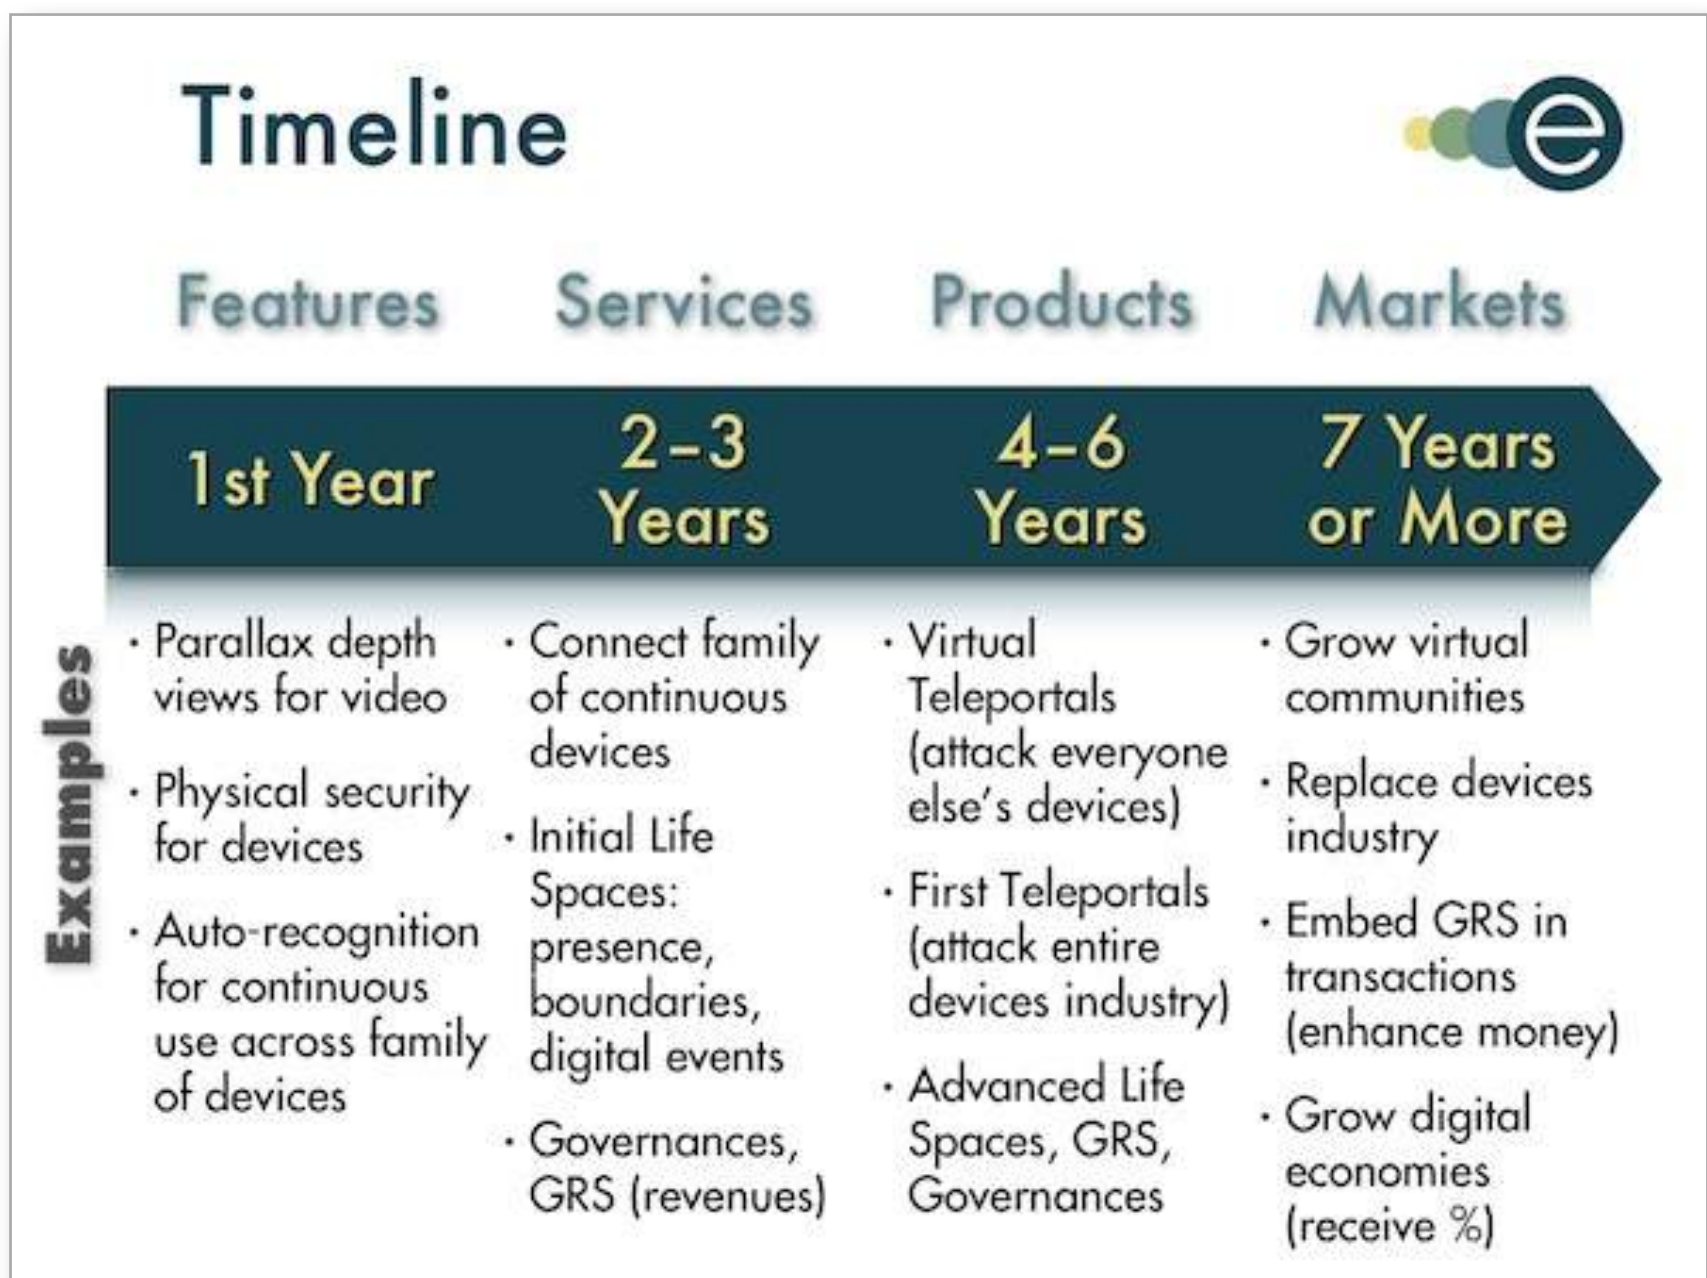 Timeline
e
Features
Services
Products
Markets
1st Year
2–3
Years
4–6
Years
7 Years
or More
Examples
· Parallax depth
views for video
· Physical security
for devices
· Auto-recognition
for continuous
use across family
of devices
· Connect family
of continuous
devices
· Initial Life
Spaces:
presence,
boundaries,
digital events
· Governances,
GRS (revenues)
· Virtual
Teleportals
(attack everyone
else's devices)
· First Teleportals
(attack entire
devices industry)
· Advanced Life
Spaces, GRS,
Governances
· Grow virtual
communities
· Replace devices
industry
· Embed GRS in
transactions
(enhance money)
· Grow digital
economies
(receive %)